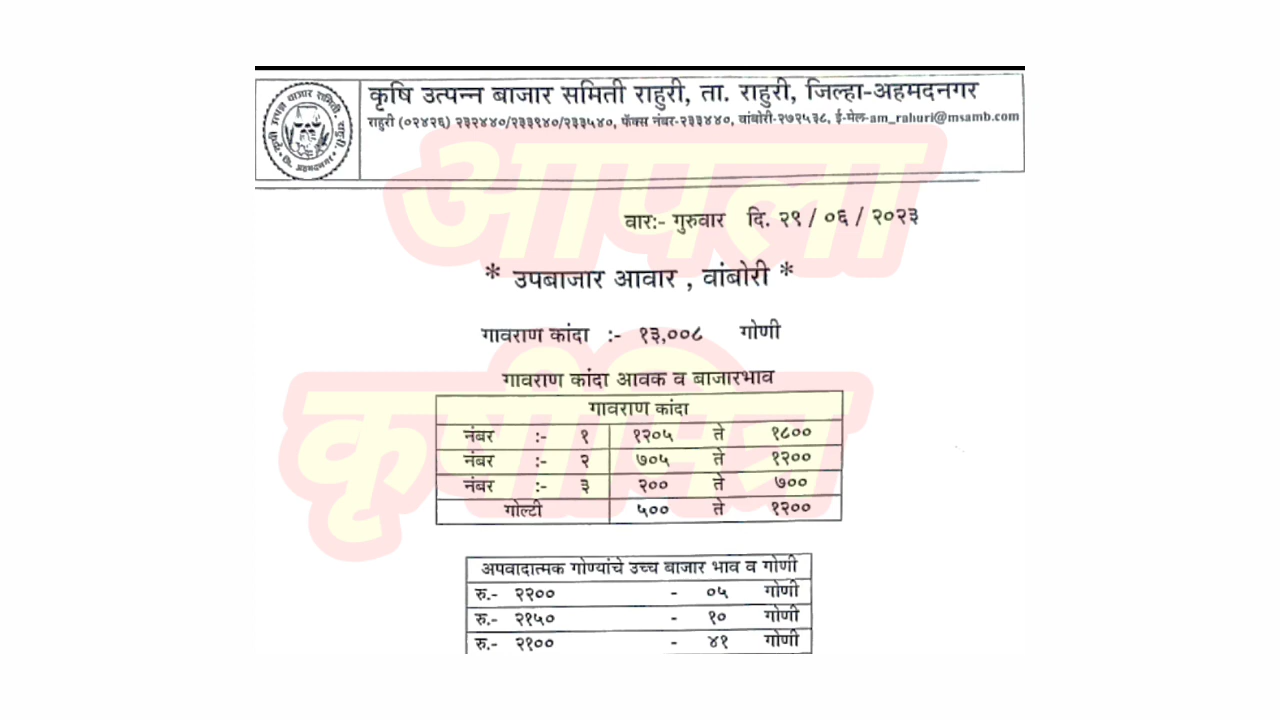 कृषि उत्पन्न बाजार समिती राहुरी, ता. राहुरी, जिल्हा-अहमदनगर
राहुरी (०२४२६) २३२४४०/२३३९४०/२३३५४०, फॅक्स नंबर-२३३४४०, वांबोरी-२७२५३८, ई-मेल-am_rahuri@msamb.com
वारः- गुरुवार दि. २९ / ०६ / २०२३
* उपबाजार आवार , वांबोरी *
गावराण कांदा :- १३,००८ गोणी
गावराण कांदा आवक व बाजारभाव
गावराण कांदा
नंबर :- १ १२०५ ते १८००
नंबर :- २ ७०५ ते १२००
नंबर :- ३ २०० ते ७००
गोल्टी ५०० ते १२००
अपवादात्मक गोण्यांचे उच्च बाजार भाव व गोणी
रु.- २२०० - ०५ गोणी
रु.- २१५० - १० गोणी
रु.- २१०० - ४१ गोणी
आपला
कृषीमित्र